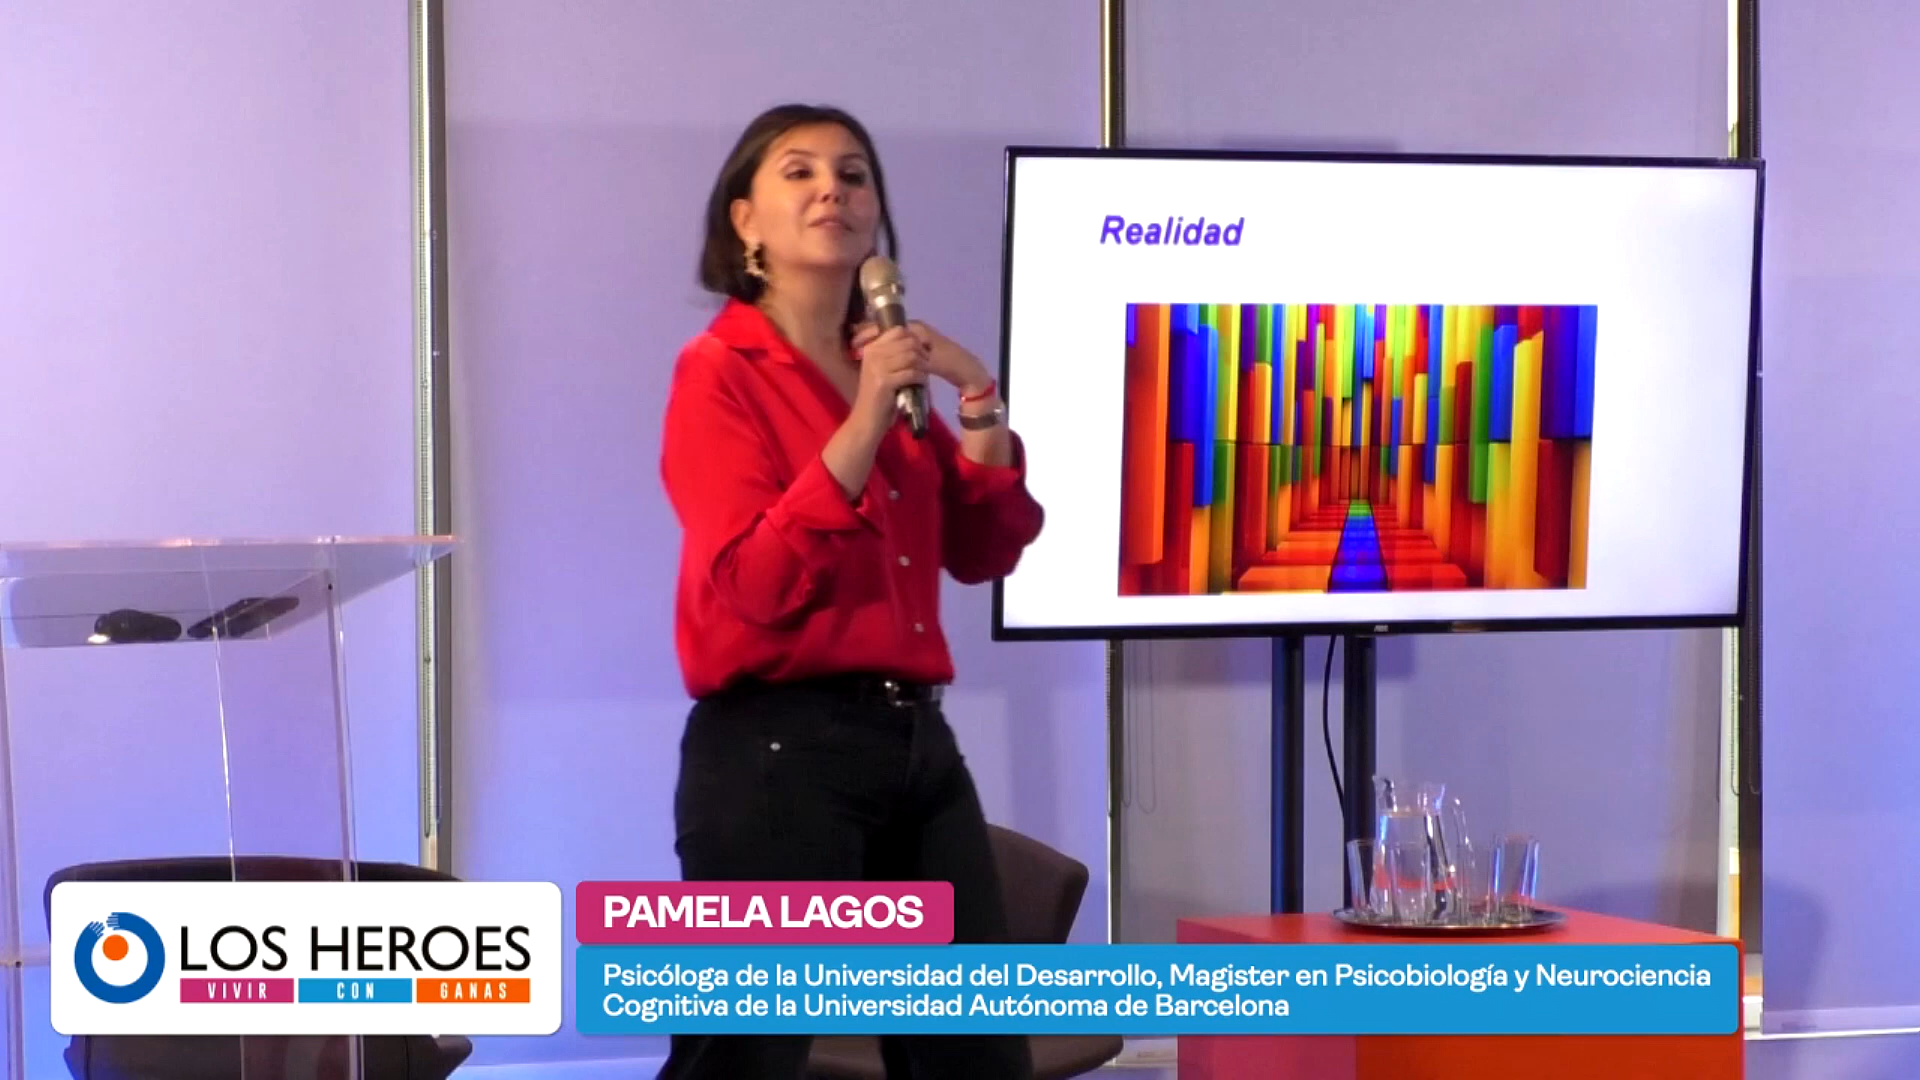 Realidad
LOS HEROES
VIVIR CON GANAS
PAMELA LAGOS
Psicóloga de la Universidad del Desarrollo, Magister en Psicobiología y Neurociencia
Cognitiva de la Universidad Autónoma de Barcelona